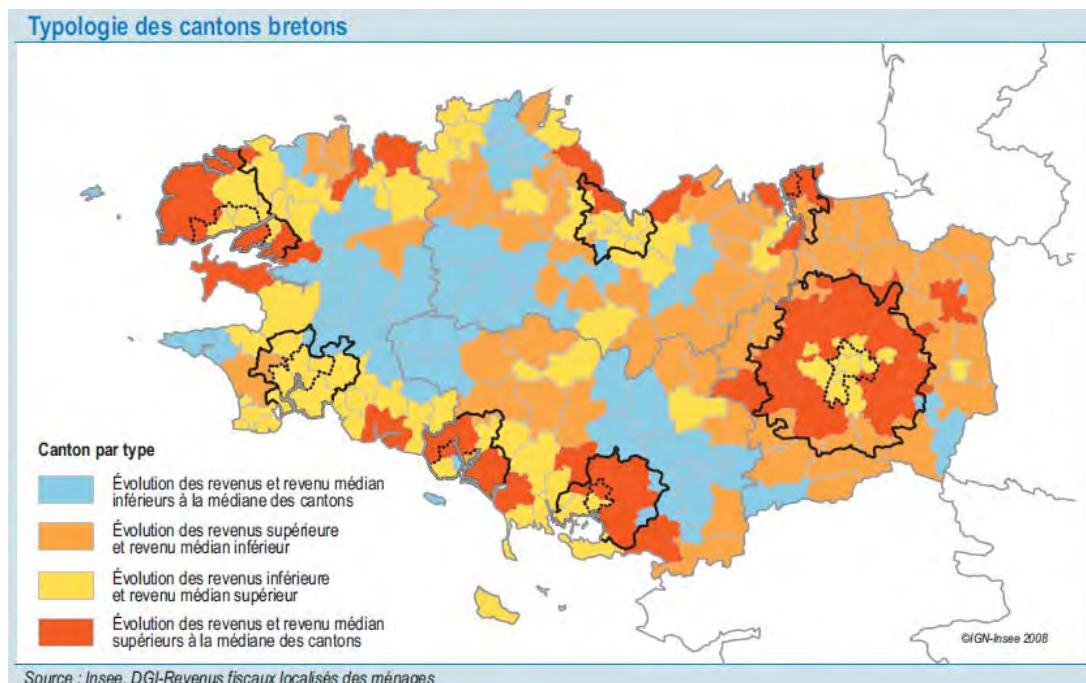 Typologie des cantons bretons
Canton par type
Évolution des revenus et revenu médian
inférieurs à la médiane des cantons
Évolution des revenus supérieure
et revenu médian inférieur
Évolution des revenus inférieure
et revenu médian supérieur
Évolution des revenus et revenu médian
supérieurs à la médiane des cantons
©IGN-Insee 2008
Source : Insee, DGI-Revenus fiscaux localisés des ménages